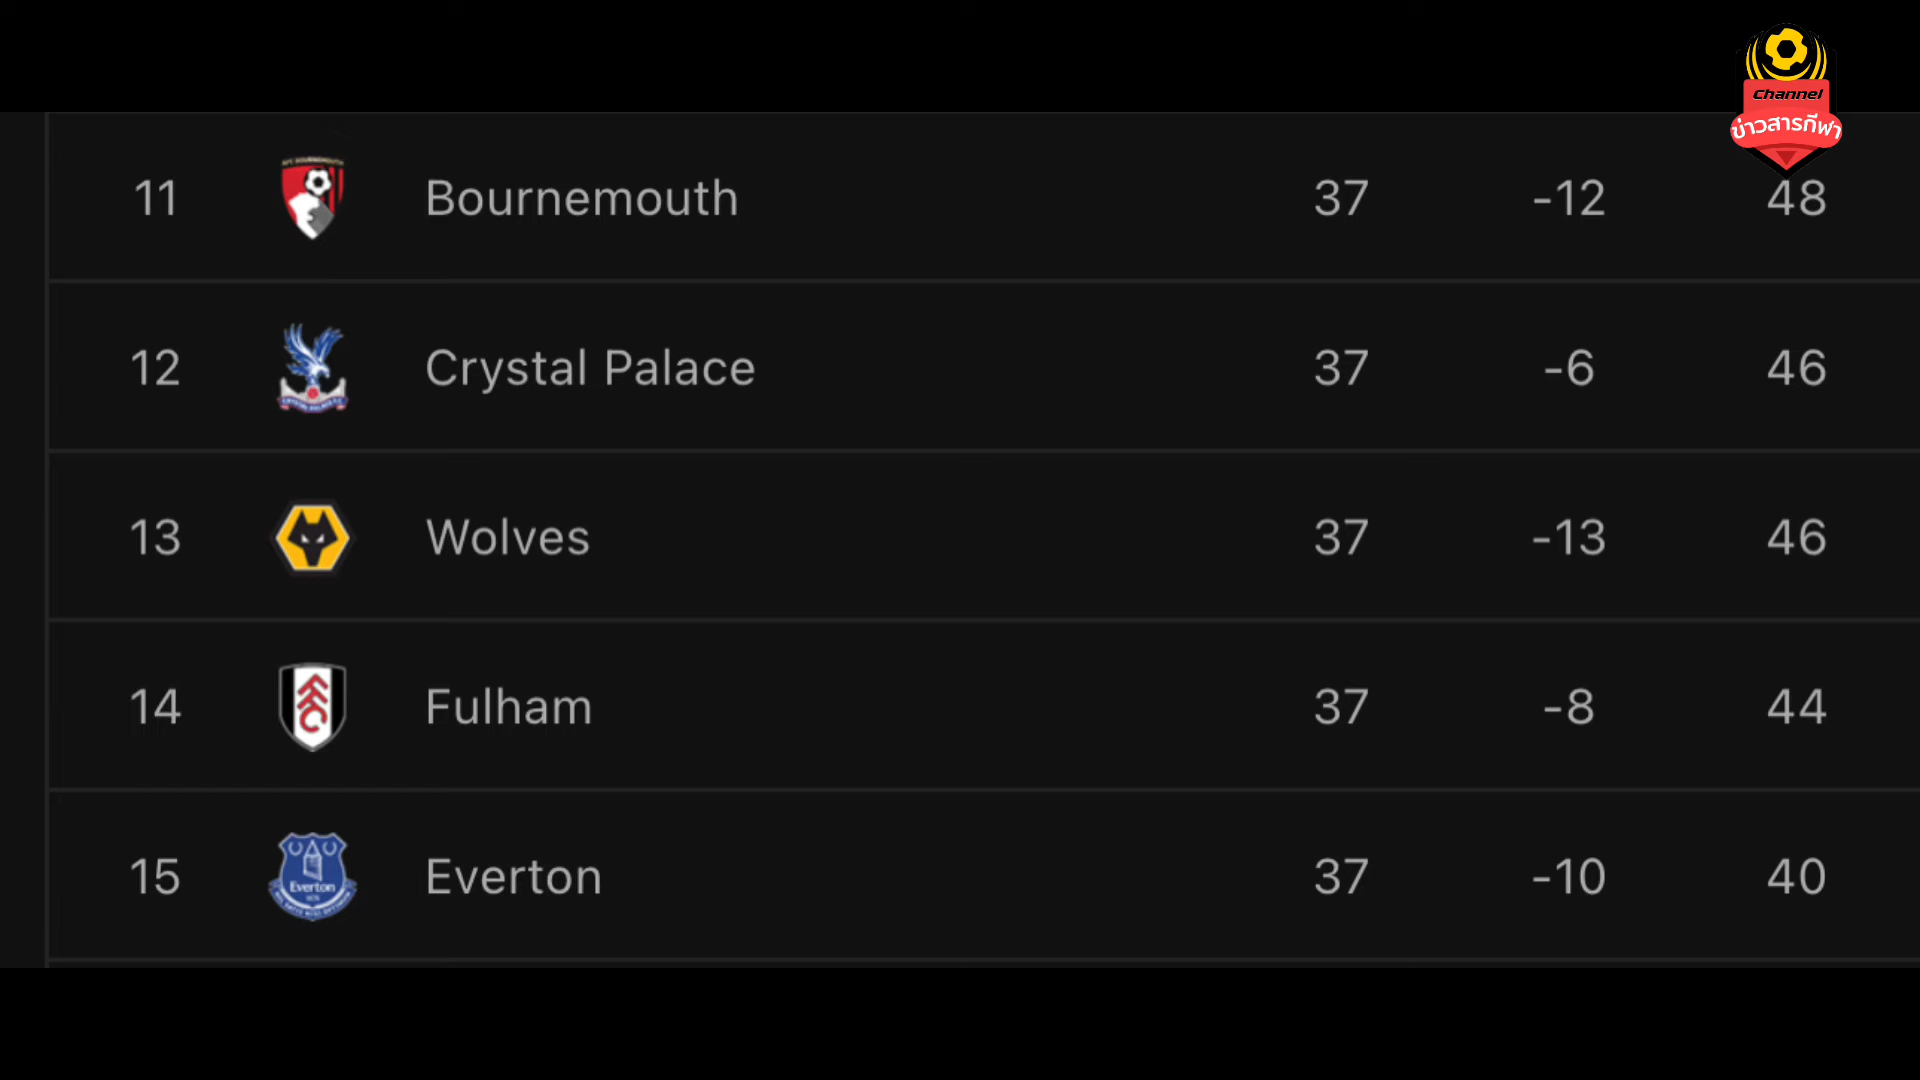 Channel
ข่าวสารกีฬา
11 Bournemouth 37 -12 48
12 Crystal Palace 37 -6 46
13 Wolves 37 -13 46
14 Fulham 37 -8 44
15 Everton 37 -10 40
Everton